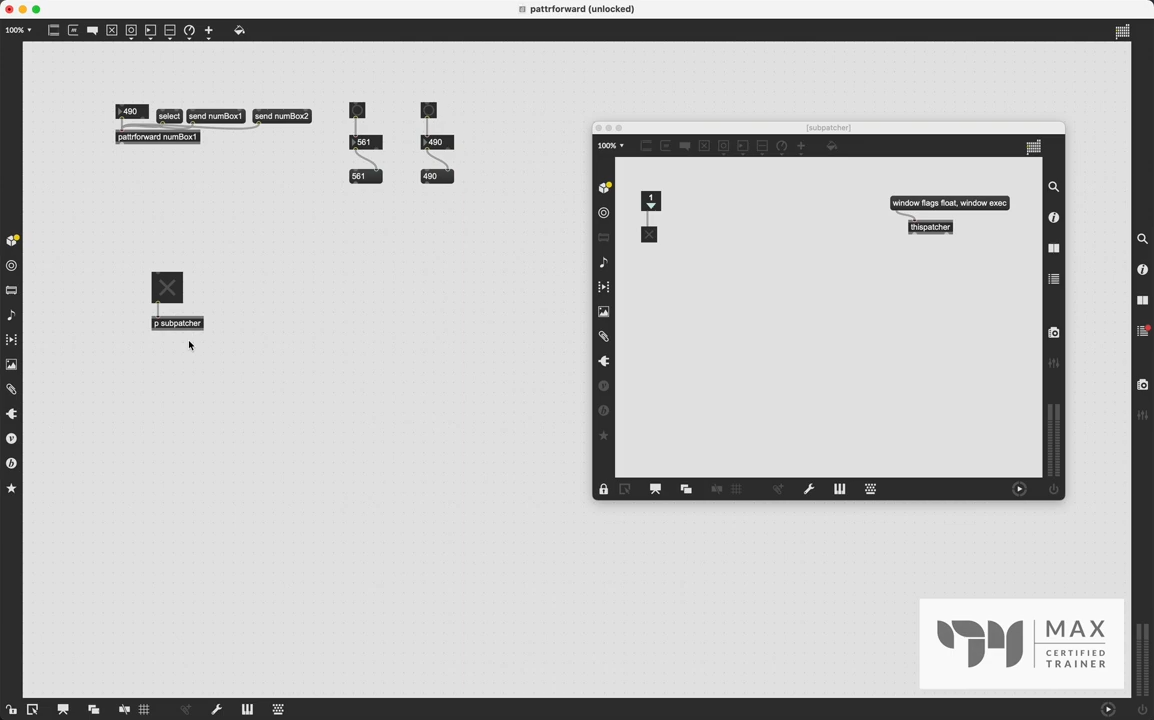 pattrforward (unlocked)
100%
490
select
send numBox1
send numBox2
pattrforward numBox1
561
490
561
490
p subpatcher
[subpatcher]
100%
1
window flags float, window exec
thispatcher
MAX
CERTIFIED
TRAINER